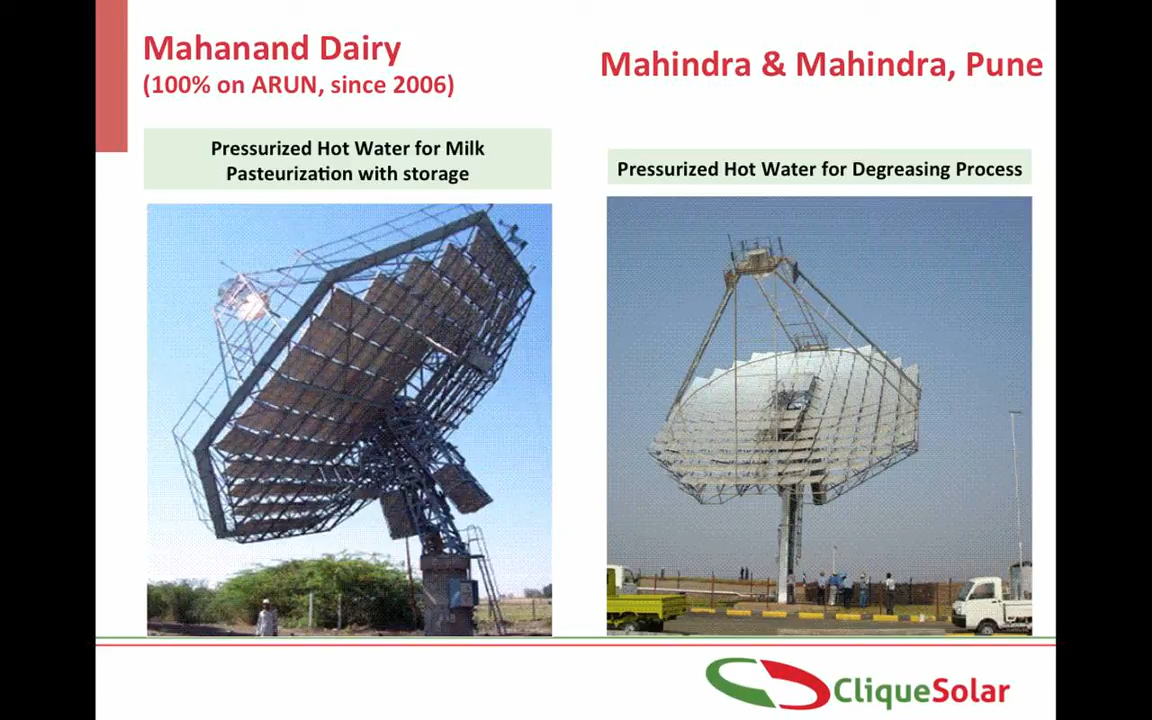 Mahanand Dairy
(100% on ARUN, since 2006)
Mahindra & Mahindra, Pune
Pressurized Hot Water for Milk
Pasteurization with storage
Pressurized Hot Water for Degreasing Process
CliqueSolar